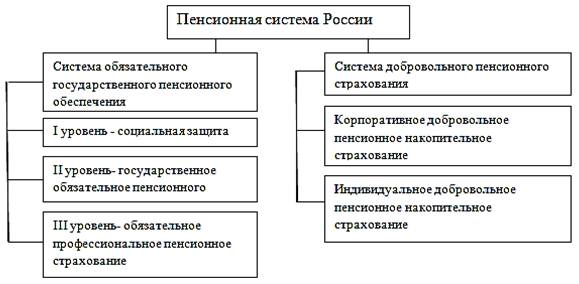 Пенсионная система России
Система обязательного
государственного пенсионного
обеспечения
I уровень - социальная защита
II уровень- государственное
обязательное пенсионного
III уровень- обязательное
профессиональное пенсионное
страхование
Система добровольного пенсионного
страхования
Корпоративное добровольное
пенсионное накопительное
страхование
Индивидуальное добровольное
пенсионное накопительное
страхование